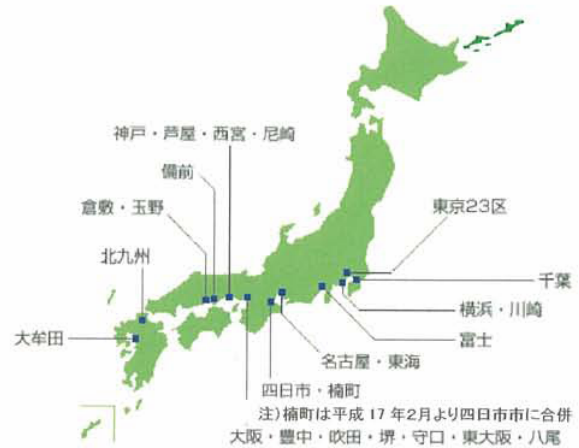 神戸・芦屋・西宮・尼崎
備前
倉敷・玉野
東京23区
北九州
千葉
横浜・川崎
大牟田
富士
名古屋・東海
四日市・楠町
注)楠町は平成17年2月より四日市市に合併
大阪・豊中・吹田・堺・守口・東大阪・八尾